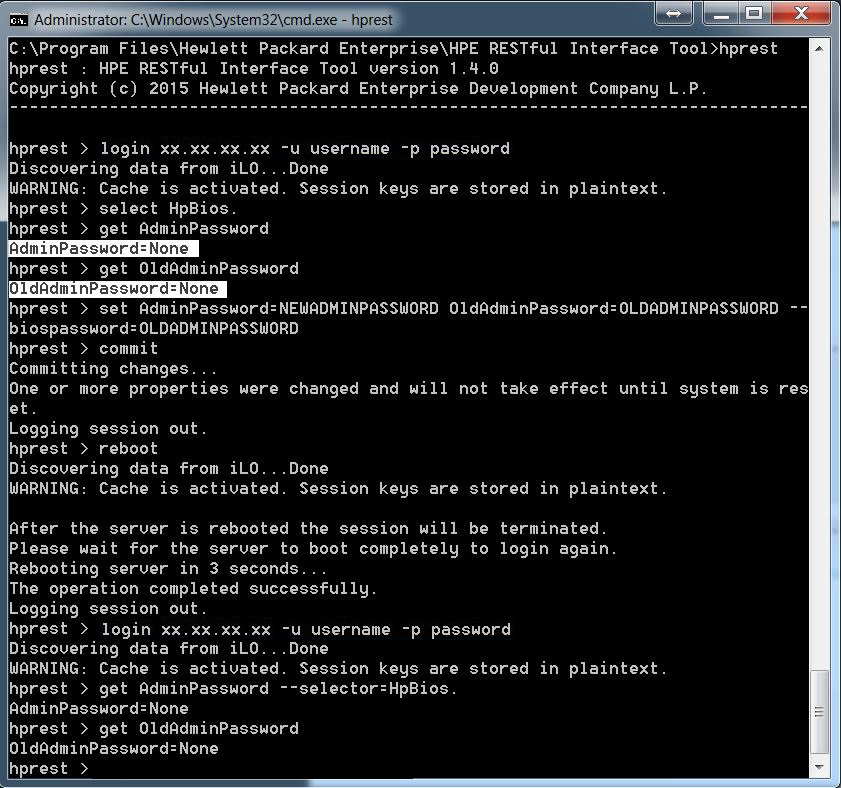 Administrator: C:\Windows\System32\cmd.exe - hprest
C:\Program Files\Hewlett Packard Enterprise\HPE RESTful Interface Tool>hprest
hprest : HPE RESTful Interface Tool version 1.4.0
Copyright (c) 2015 Hewlett Packard Enterprise Development Company L.P.
--------------------------------------------------------------------------------
hprest > login xx.xx.xx.xx -u username -p password
Discovering data from iLO...Done
WARNING: Cache is activated. Session keys are stored in plaintext.
hprest > select HpBios.
hprest > get AdminPassword
AdminPassword=None
hprest > get OldAdminPassword
OldAdminPassword=None
hprest > set AdminPassword=NEWADMINPASSWORD OldAdminPassword=OLDADMINPASSWORD --
biospassword=OLDADMINPASSWORD
hprest > commit
Committing changes...
One or more properties were changed and will not take effect until system is res
et.
Logging session out.
hprest > reboot
Discovering data from iLO...Done
WARNING: Cache is activated. Session keys are stored in plaintext.
After the server is rebooted the session will be terminated.
Please wait for the server to boot completely to login again.
Rebooting server in 3 seconds...
The operation completed successfully.
Logging session out.
hprest > login xx.xx.xx.xx -u username -p password
Discovering data from iLO...Done
WARNING: Cache is activated. Session keys are stored in plaintext.
hprest > get AdminPassword --selector=HpBios.
AdminPassword=None
hprest > get OldAdminPassword
OldAdminPassword=None
hprest >